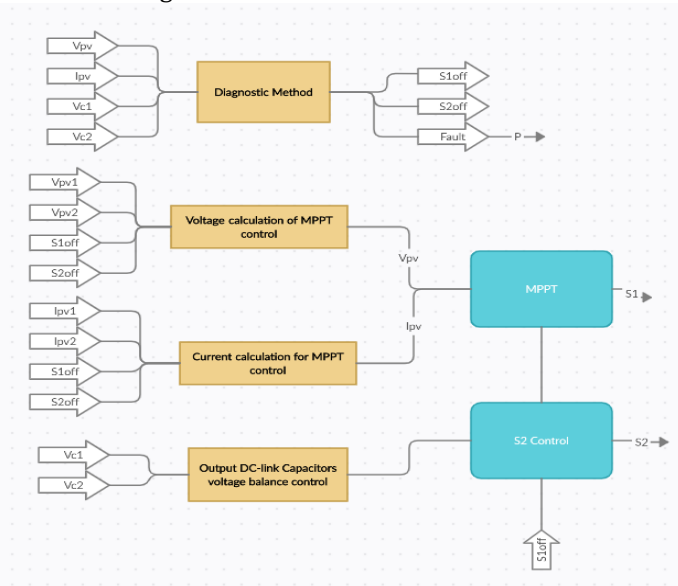 Vpv
Ipv
Vc1
Vc2
Diagnostic Method
S1off
S2off
Fault
P
Vpv1
Vpv2
S1off
S2off
Voltage calculation of MPPT
control
Vpv
Ipv1
Ipv2
S1off
S2off
Current calculation for MPPT
control
Ipv
MPPT
S1
Vc1
Vc2
Output DC-link Capacitors
voltage balance control
S2 Control
S2
S1off